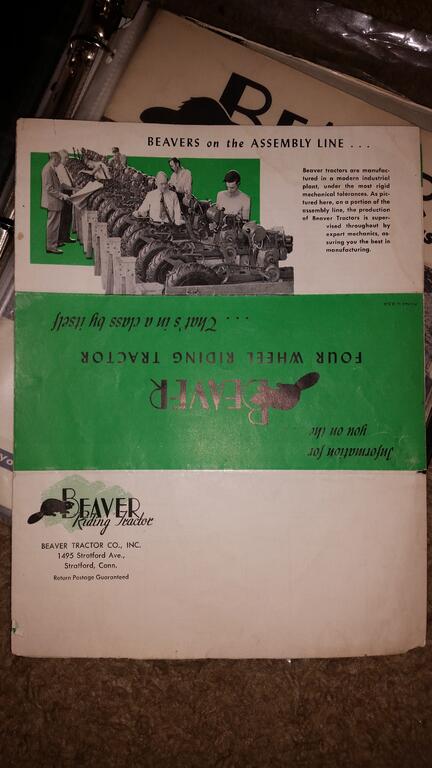 BEAVERS on the ASSEMBLY LINE . . .
Beaver tractors are manufac-
tured in a modern industrial
plant, under the most rigid
mechanical tolerances. As pic-
tured here, on a portion of the
assembly line, the production
of Beaver Tractors is super-
vised throughout by
expert mechanics, as-
suring you the best in
manufacturing.
Information for
you on the
BEAVER
FOUR WHEEL RIDING TRACTOR
. . . That's in a class by itself
BEAVER
Riding Tractor
BEAVER TRACTOR CO., INC.
1495 Stratford Ave.,
Stratford, Conn.
Return Postage Guaranteed